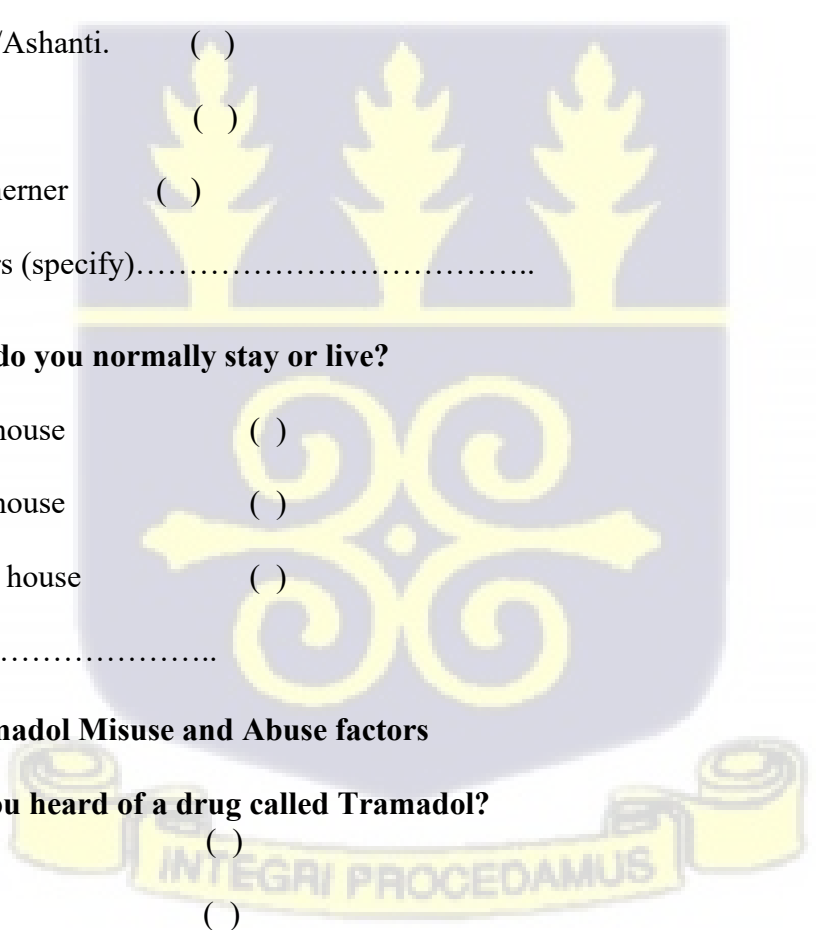 /Ashanti. ( )
( )
erner ( )
s (specify)………………………………..
do you normally stay or live?
house ( )
house ( )
house ( )
…………………..
madol Misuse and Abuse factors
ou heard of a drug called Tramadol?
( )
INTEGRI PROCEDAMUS
( )